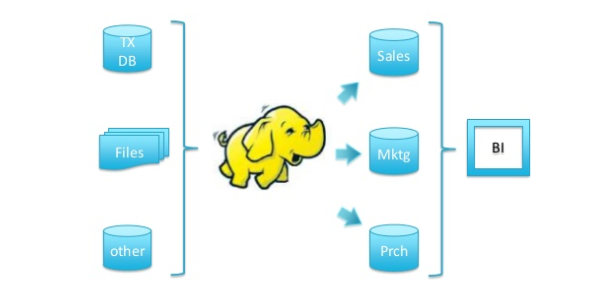 TX
DB
Files
other
Sales
Mktg
Prch
BI